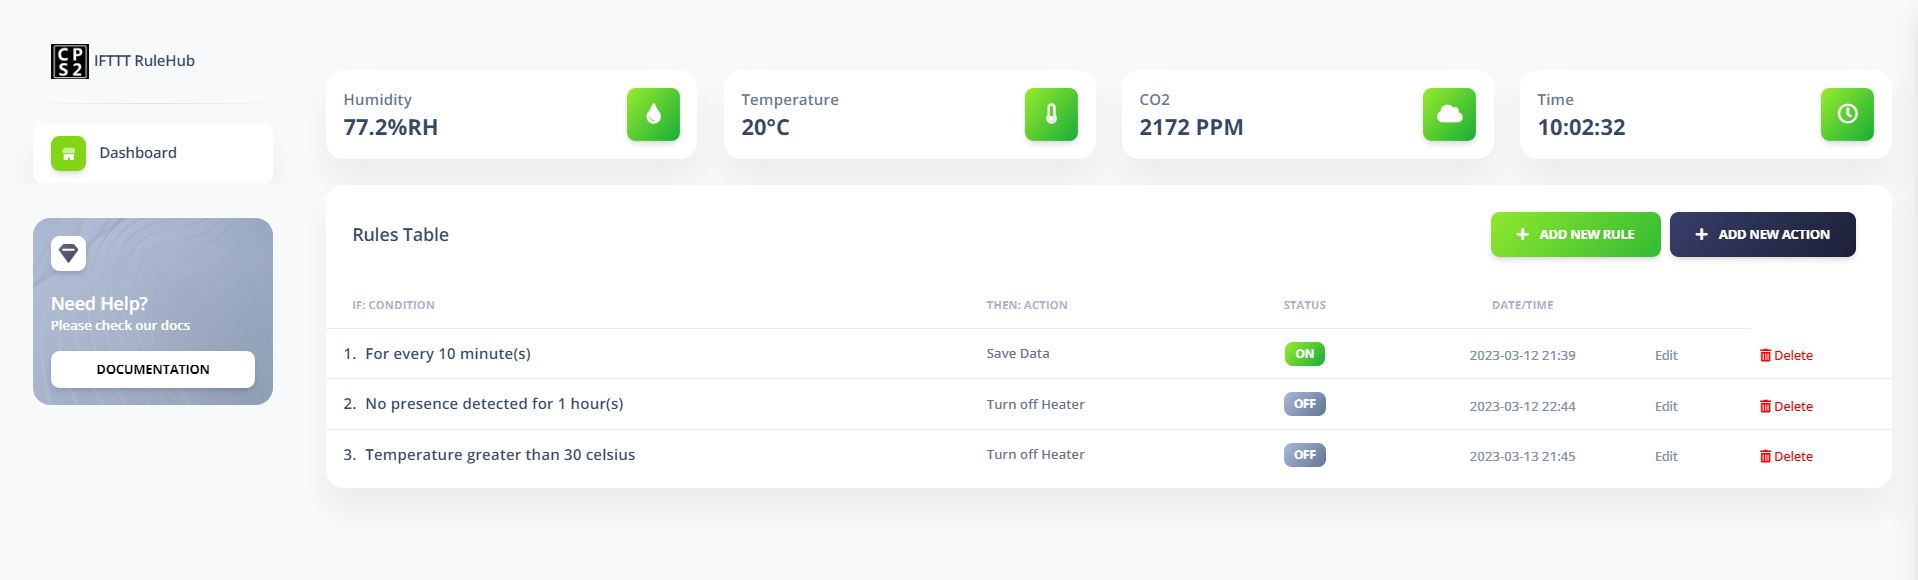 CP
S2
IFTTT RuleHub
Dashboard
Need Help?
Please check our docs
DOCUMENTATION
Humidity
77.2%RH
Temperature
20°C
CO2
2172 PPM
Time
10:02:32
Rules Table
+ ADD NEW RULE
+ ADD NEW ACTION
IF: CONDITION THEN: ACTION STATUS DATE/TIME
1. For every 10 minute(s) Save Data ON 2023-03-12 21:39 Edit Delete
2. No presence detected for 1 hour(s) Turn off Heater OFF 2023-03-12 22:44 Edit Delete
3. Temperature greater than 30 celsius Turn off Heater OFF 2023-03-13 21:45 Edit Delete